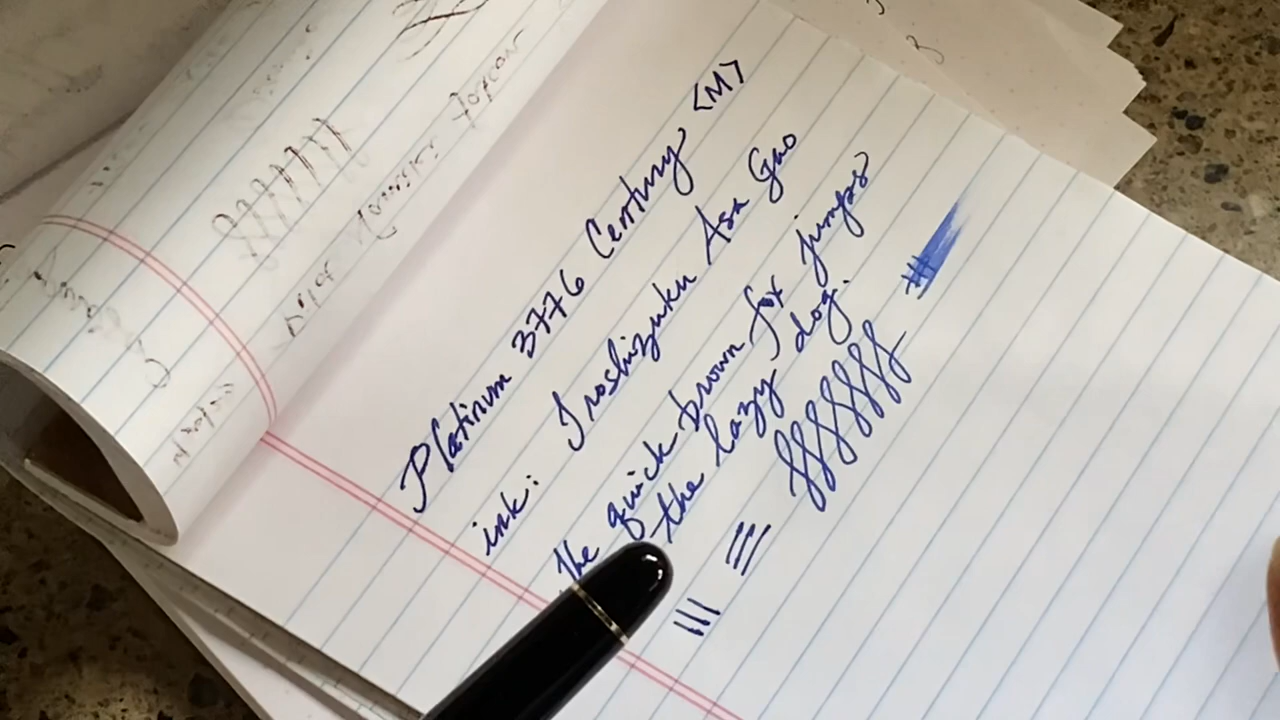 Platinum 3776 Century <M>
ink: Iroshizuku Asa Gao
the quick brown fox jumps
the lazy dog.